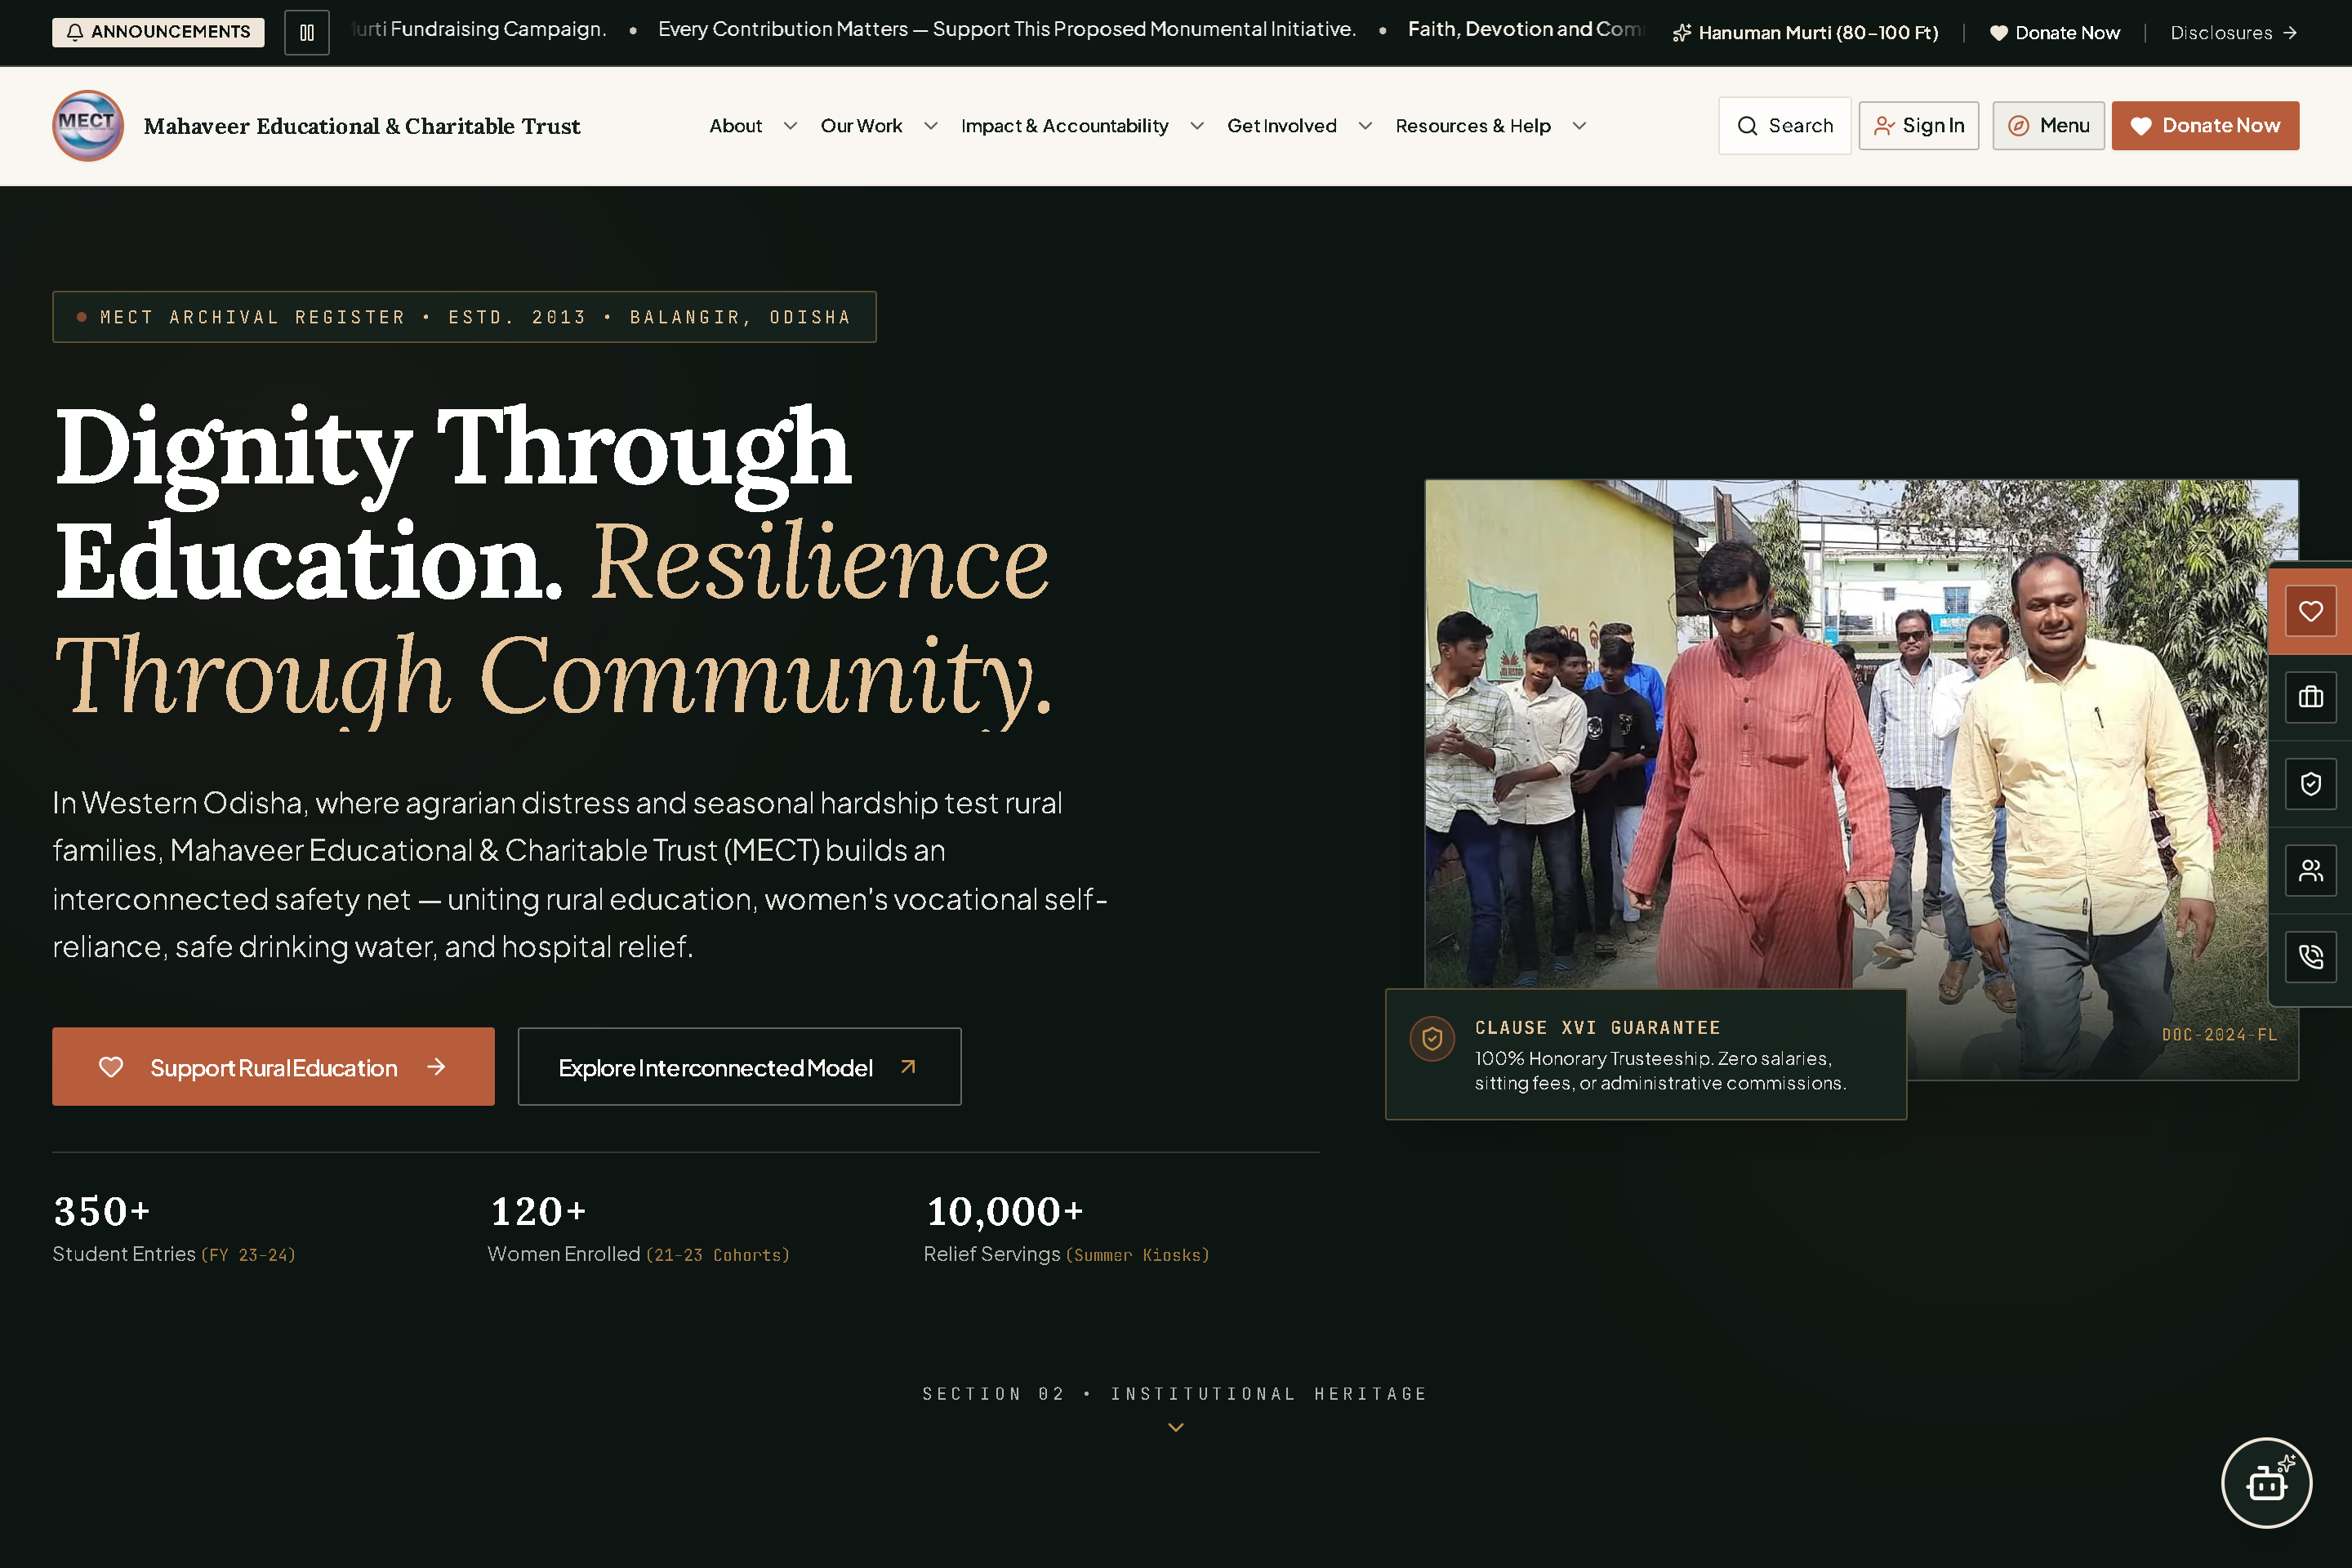 ANNOUNCEMENTS
Fundraising Campaign. • Every Contribution Matters — Support This Proposed Monumental Initiative. • Faith, Devotion and
Hanuman Murti (80–100 Ft)
Donate Now
Disclosures →
MECT
Mahaveer Educational & Charitable Trust
About
Our Work
Impact & Accountability
Get Involved
Resources & Help
Search
Sign In
Menu
Donate Now
MECT ARCHIVAL REGISTER • ESTD. 2013 • BALANGIR, ODISHA
Dignity Through
Education. Resilience
Through Community.
In Western Odisha, where agrarian distress and seasonal hardship test rural
families, Mahaveer Educational & Charitable Trust (MECT) builds an
interconnected safety net — uniting rural education, women's vocational self-
reliance, safe drinking water, and hospital relief.
Support Rural Education →
Explore Interconnected Model
CLAUSE XVI GUARANTEE
100% Honorary Trusteeship. Zero salaries,
sitting fees, or administrative commissions.
DOC-2024-FL
350+
Student Entries (FY 23-24)
120+
Women Enrolled (21-23 Cohorts)
10,000+
Relief Servings (Summer Kiosks)
SECTION 02 • INSTITUTIONAL HERITAGE